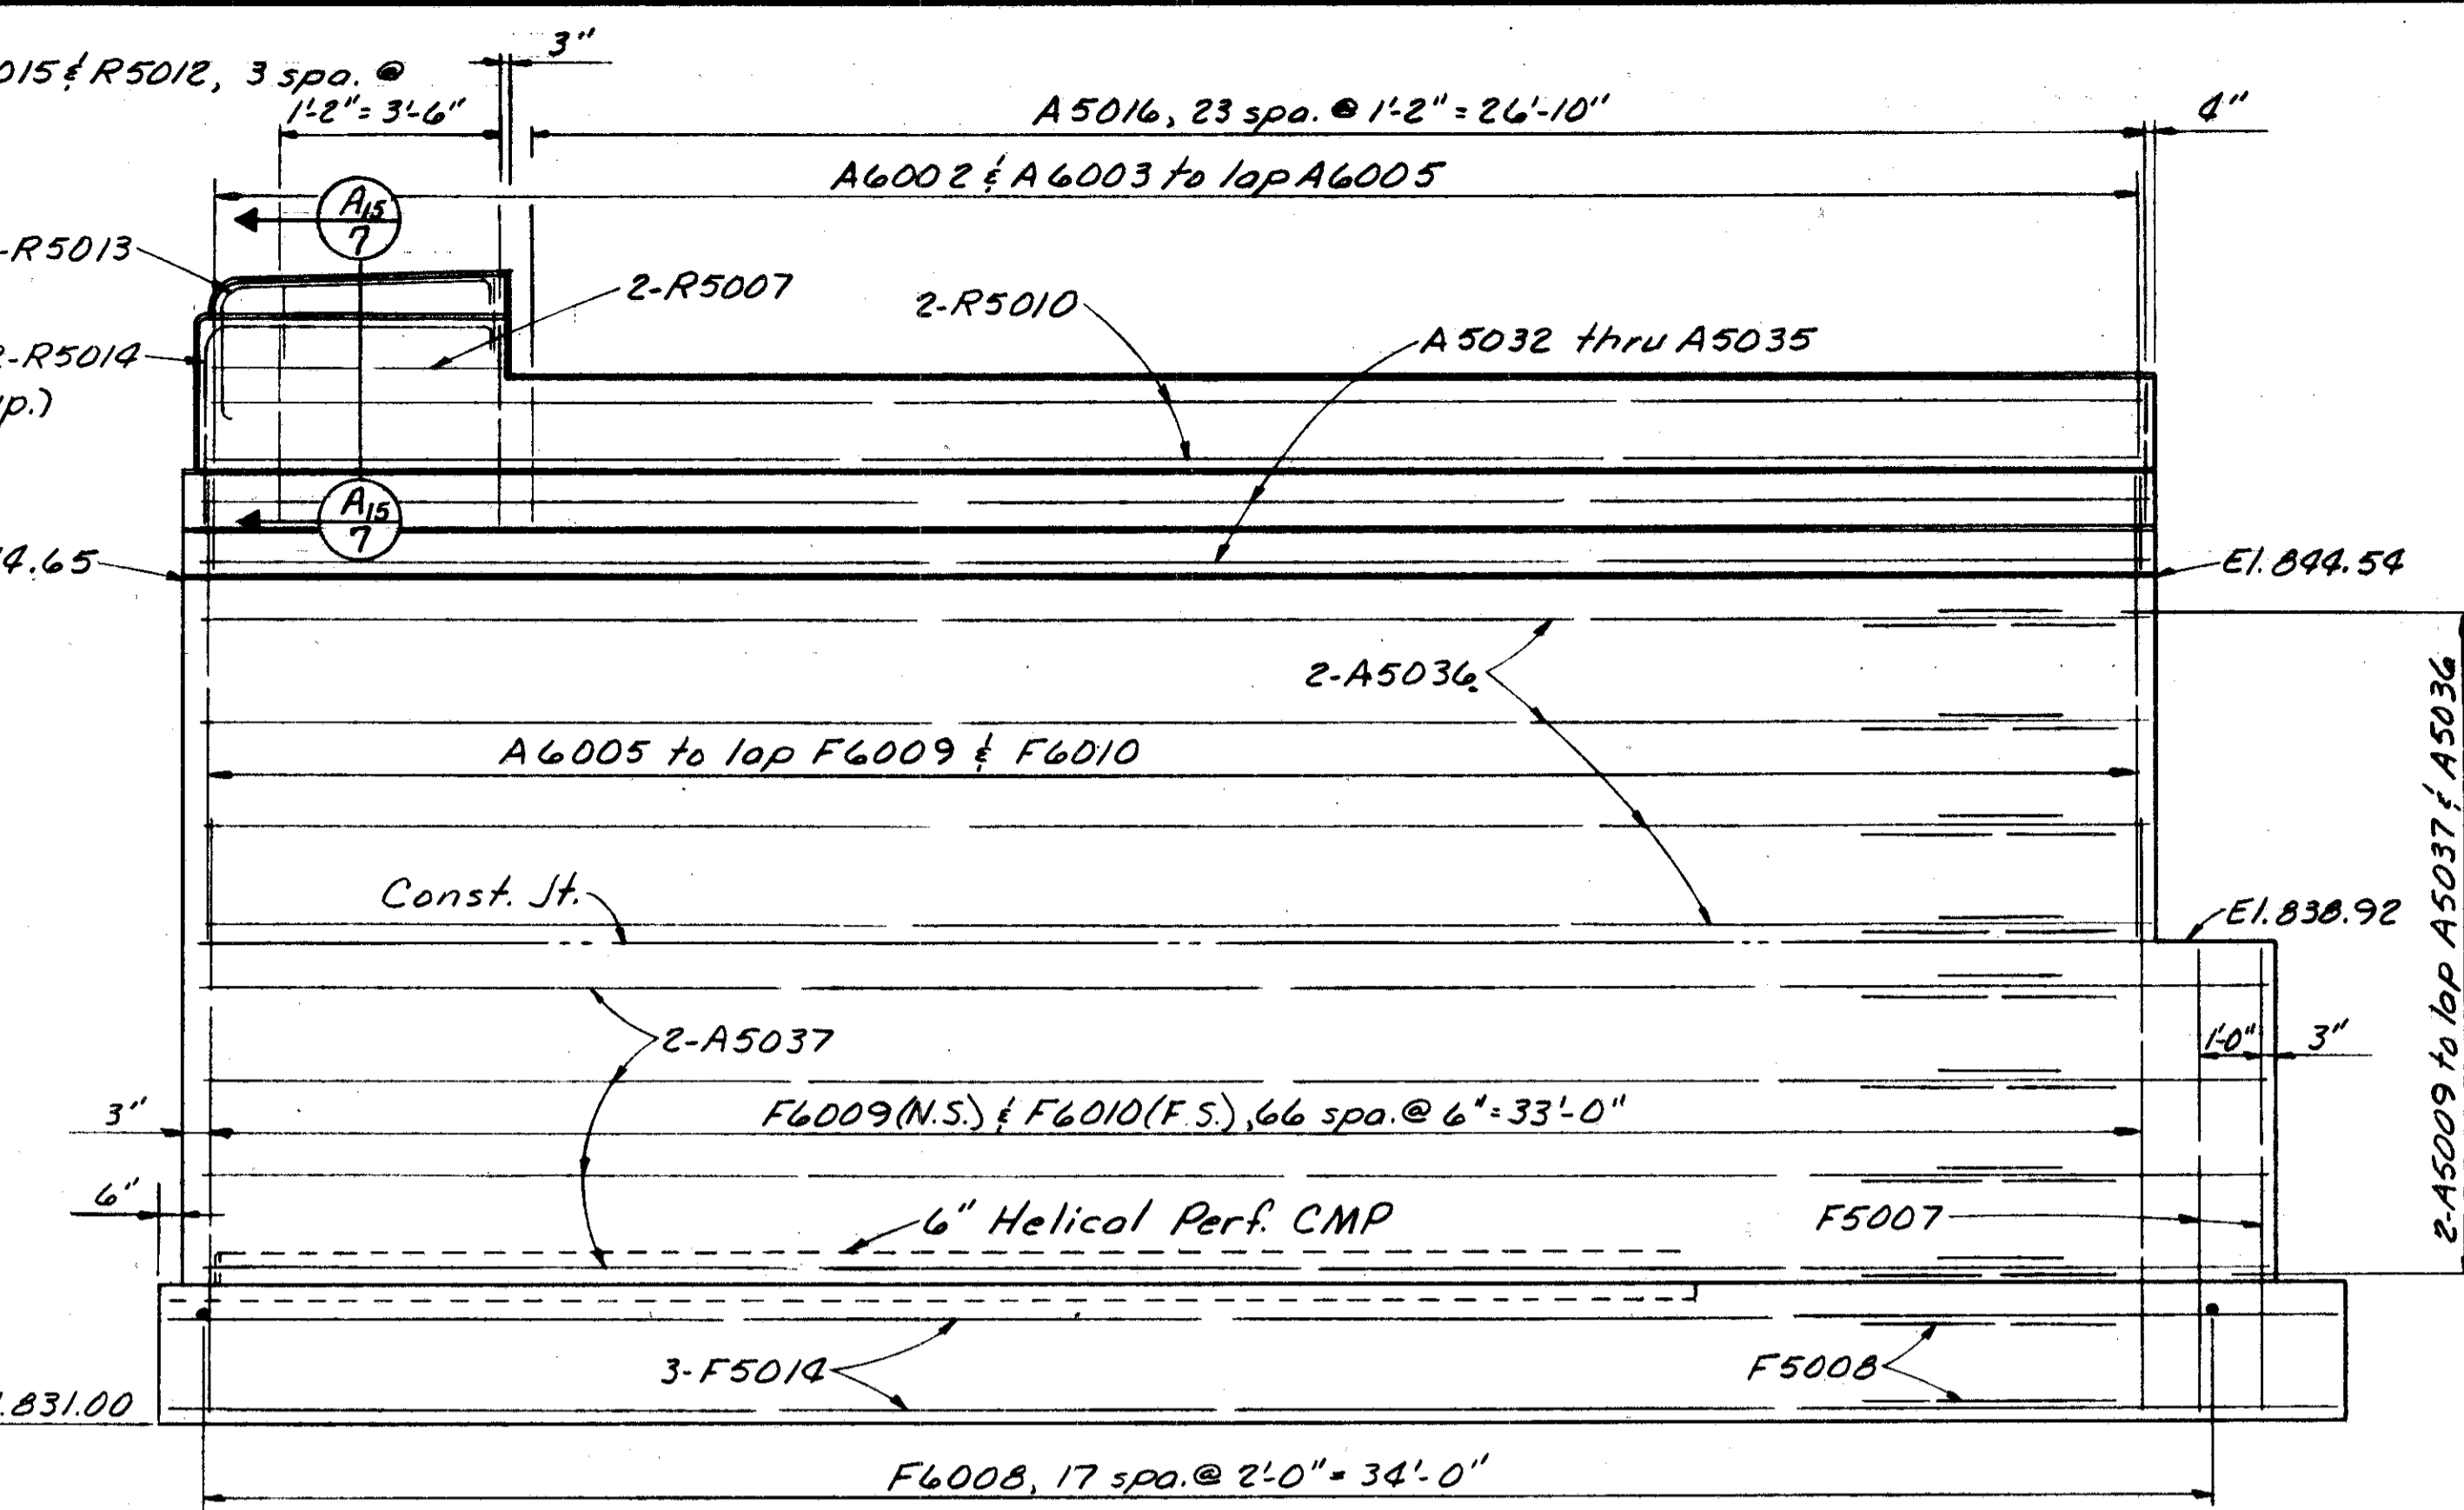 3"
015 & R5012, 3 spa. @
1'-2" = 3'-6"
A5016, 23 spa. @ 1'-2" = 26'-10"
4"
A6002 & A6003 to lap A6005
A15
7
-R5013
2-R5007
2-R5010
A5032 thru A5035
2-R5014
p.)
A15
7
4.65
El. 844.54
2-A5036
A6005 to lap F6009 & F6010
2-A5009 to lap A5037 & A5036
Const. Jt.
El. 838.92
2-A5037
1'-0"
3"
3"
F6009 (N.S.) & F6010 (F.S.), 66 spa. @ 6" = 33'-0"
6"
6" Helical Perf. CMP
F5007
3-F5014
F5008
.831.00
F6008, 17 spa. @ 2'-0" = 34'-0"